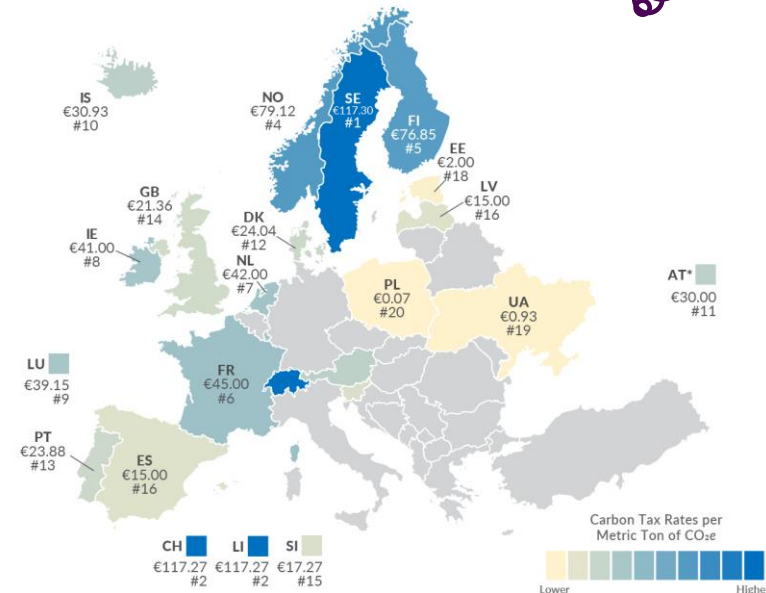 IS
€30.93
#10
NO
€79.12
#4
SE
€117.30
#1
FI
€76.85
#5
EE
€2.00
#18
LV
€15.00
#16
GB
€21.36
#14
IE
€41.00
#8
DK
€24.04
#12
NL
€42.00
#7
PL
€0.07
#20
UA
€0.93
#19
AT*
€30.00
#11
LU
€39.15
#9
FR
€45.00
#6
PT
€23.88
#13
ES
€15.00
#16
CH
€117.27
#2
LI
€117.27
#2
SI
€17.27
#15
Carbon Tax Rates per
Metric Ton of CO₂e
Lower Highe